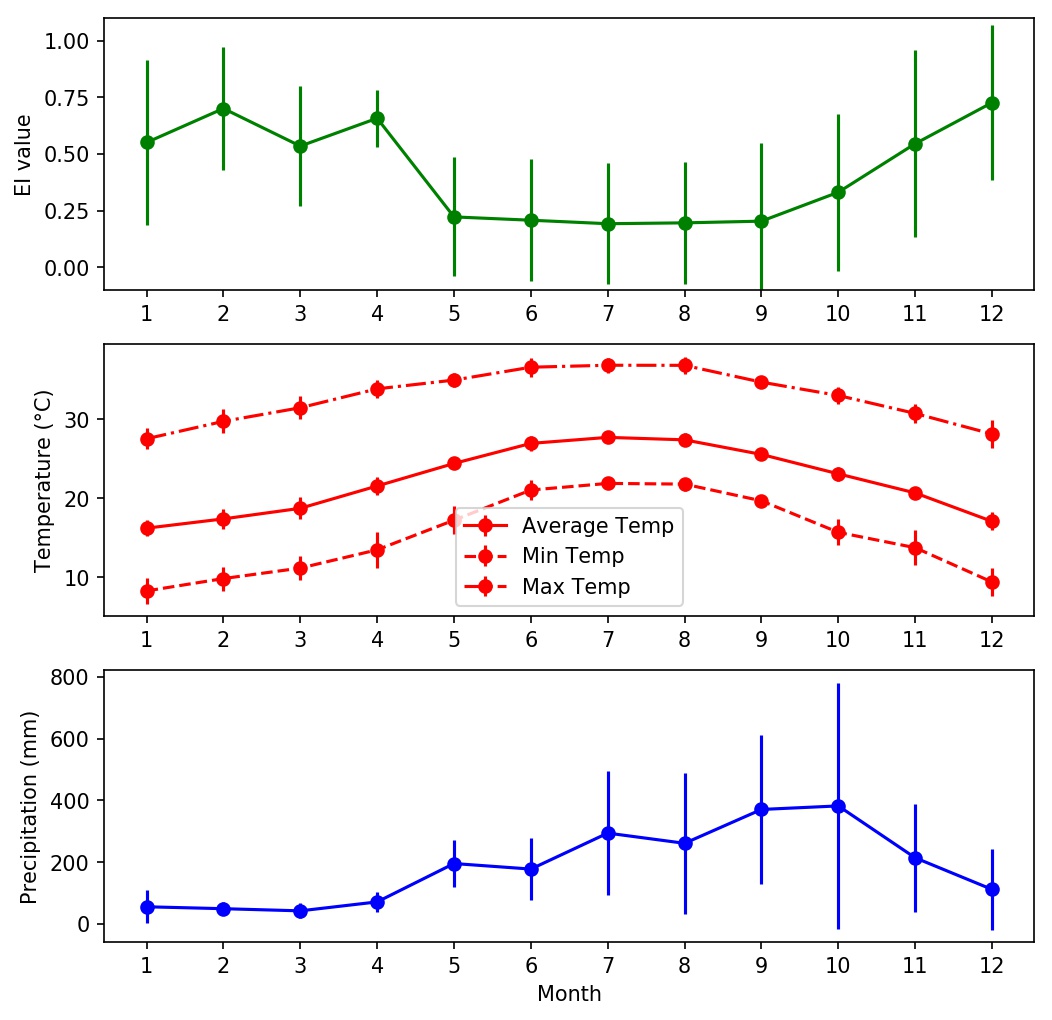 1.00
0.75
0.50
0.25
0.00
EI value
1 2 3 4 5 6 7 8 9 10 11 12
30
20
10
Temperature (°C)
Average Temp
Min Temp
Max Temp
1 2 3 4 5 6 7 8 9 10 11 12
800
600
400
200
0
Precipitation (mm)
1 2 3 4 5 6 7 8 9 10 11 12
Month